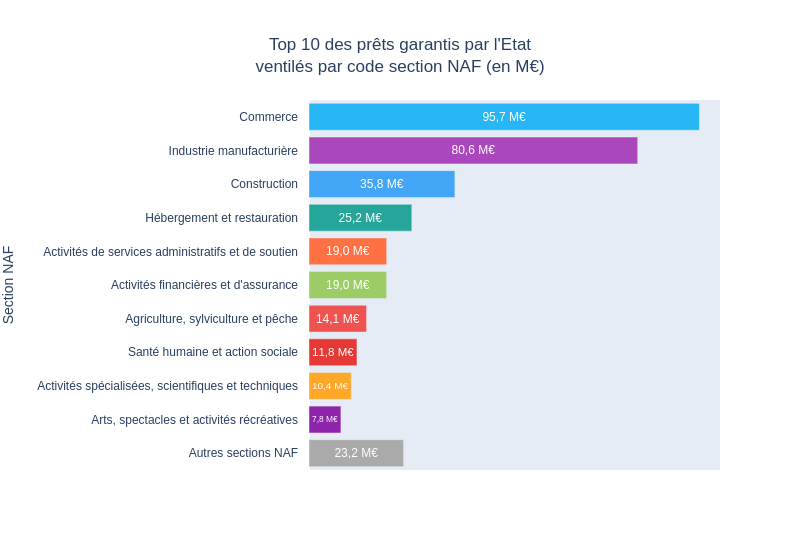 Top 10 des prêts garantis par l'Etat
ventilés par code section NAF (en M€)
Section NAF
Commerce 95,7 M€
Industrie manufacturière 80,6 M€
Construction 35,8 M€
Hébergement et restauration 25,2 M€
Activités de services administratifs et de soutien 19,0 M€
Activités financières et d'assurance 19,0 M€
Agriculture, sylviculture et pêche 14,1 M€
Santé humaine et action sociale 11,8 M€
Activités spécialisées, scientifiques et techniques 10,4 M€
Arts, spectacles et activités récréatives 7,8 M€
Autres sections NAF 23,2 M€